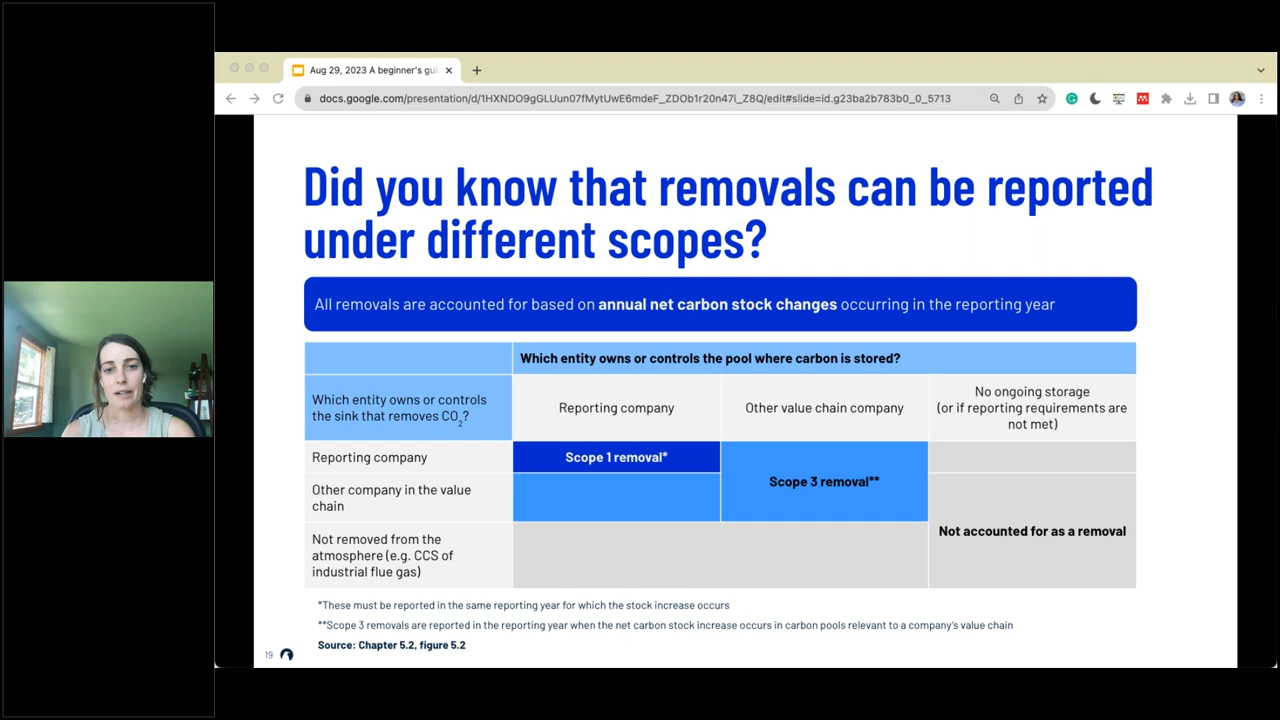 Aug 29, 2023 A beginner's gui
docs.google.com/presentation/d/1HXNDO9gGLUun07fMytUwE6mdeF_ZDOb1r20n47i_Z8Q/edit#slide=id.g23ba2b783b0_0_5713
Did you know that removals can be reported
under different scopes?
All removals are accounted for based on annual net carbon stock changes occurring in the reporting year
Which entity owns or controls the pool where carbon is stored?
Which entity owns or controls
the sink that removes CO2?
Reporting company
Other value chain company
No ongoing storage
(or if reporting requirements are
not met)
Reporting company
Scope 1 removal*
Scope 3 removal**
Other company in the value
chain
Not accounted for as a removal
Not removed from the
atmosphere (e.g. CCS of
industrial flue gas)
*These must be reported in the same reporting year for which the stock increase occurs
**Scope 3 removals are reported in the reporting year when the net carbon stock increase occurs in carbon pools relevant to a company's value chain
Source: Chapter 5.2, figure 5.2
19